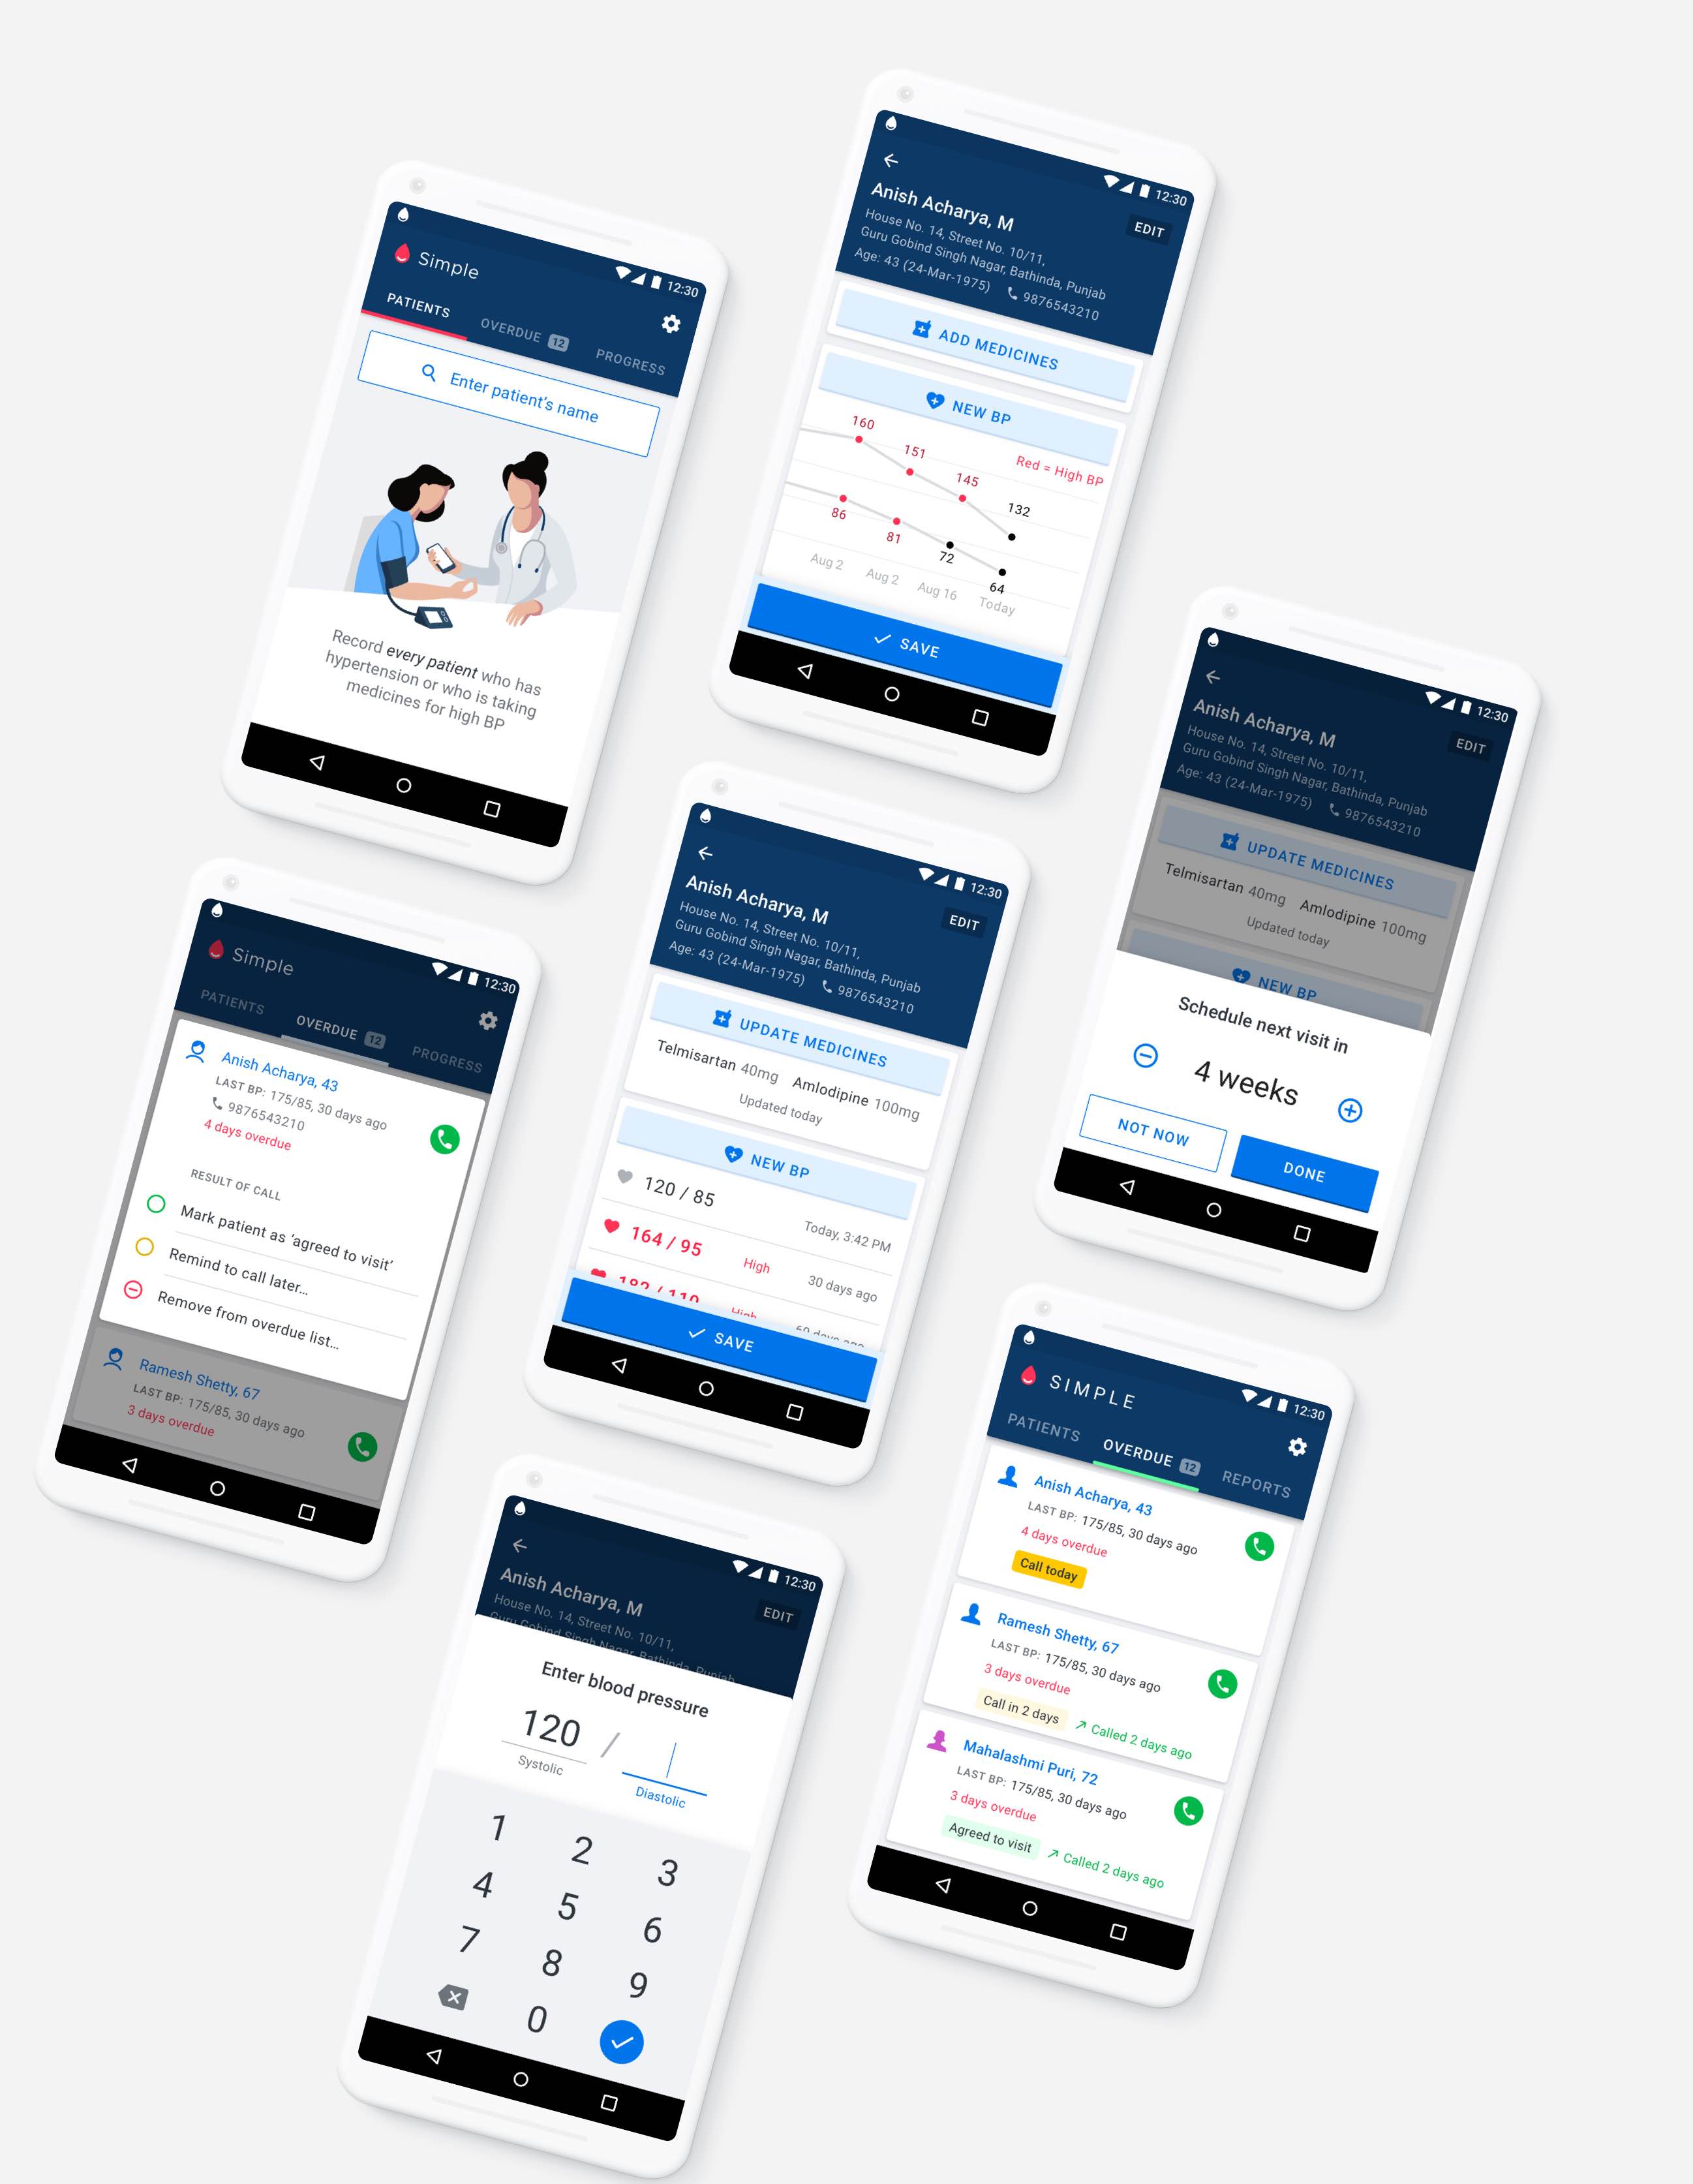 12:30
Simple
PATIENTS
OVERDUE 12
PROGRESS
Enter patient's name
Record every patient who has
hypertension or who is taking
medicines for high BP
12:30
Anish Acharya, M
EDIT
House No. 14, Street No. 10/11,
Guru Gobind Singh Nagar, Bathinda, Punjab
Age: 43 (24-Mar-1975) 9876543210
ADD MEDICINES
NEW BP
Red = High BP
160
151
145
132
86
81
72
64
Aug 2
Aug 2
Aug 16
Today
SAVE
12:30
Anish Acharya, M
EDIT
House No. 14, Street No. 10/11,
Guru Gobind Singh Nagar, Bathinda, Punjab
Age: 43 (24-Mar-1975) 9876543210
UPDATE MEDICINES
Telmisartan 40mg Amlodipine 100mg
Updated today
NEW BP
Schedule next visit in
4 weeks
NOT NOW
DONE
12:30
Simple
PATIENTS
OVERDUE 12
PROGRESS
Anish Acharya, 43
LAST BP: 175/85, 30 days ago
9876543210
4 days overdue
RESULT OF CALL
Mark patient as ‘agreed to visit’
Remind to call later...
Remove from overdue list...
Ramesh Shetty, 67
LAST BP: 175/85, 30 days ago
3 days overdue
12:30
Anish Acharya, M
EDIT
House No. 14, Street No. 10/11,
Guru Gobind Singh Nagar, Bathinda, Punjab
Age: 43 (24-Mar-1975) 9876543210
UPDATE MEDICINES
Telmisartan 40mg Amlodipine 100mg
Updated today
NEW BP
120 / 85 Today, 3:42 PM
164 / 95 High 30 days ago
High
SAVE
12:30
SIMPLE
PATIENTS
OVERDUE 12
REPORTS
Anish Acharya, 43
LAST BP: 175/85, 30 days ago
4 days overdue
Call today
Ramesh Shetty, 67
LAST BP: 175/85, 30 days ago
3 days overdue
Call in 2 days Called 2 days ago
Mahalashmi Puri, 72
LAST BP: 175/85, 30 days ago
3 days overdue
Agreed to visit Called 2 days ago
12:30
Anish Acharya, M
EDIT
House No. 14, Street No. 10/11,
Guru Gobind Singh Nagar, Bathinda, Punjab
Enter blood pressure
120 /
Systolic
Diastolic
1 2 3
4 5 6
7 8 9
0